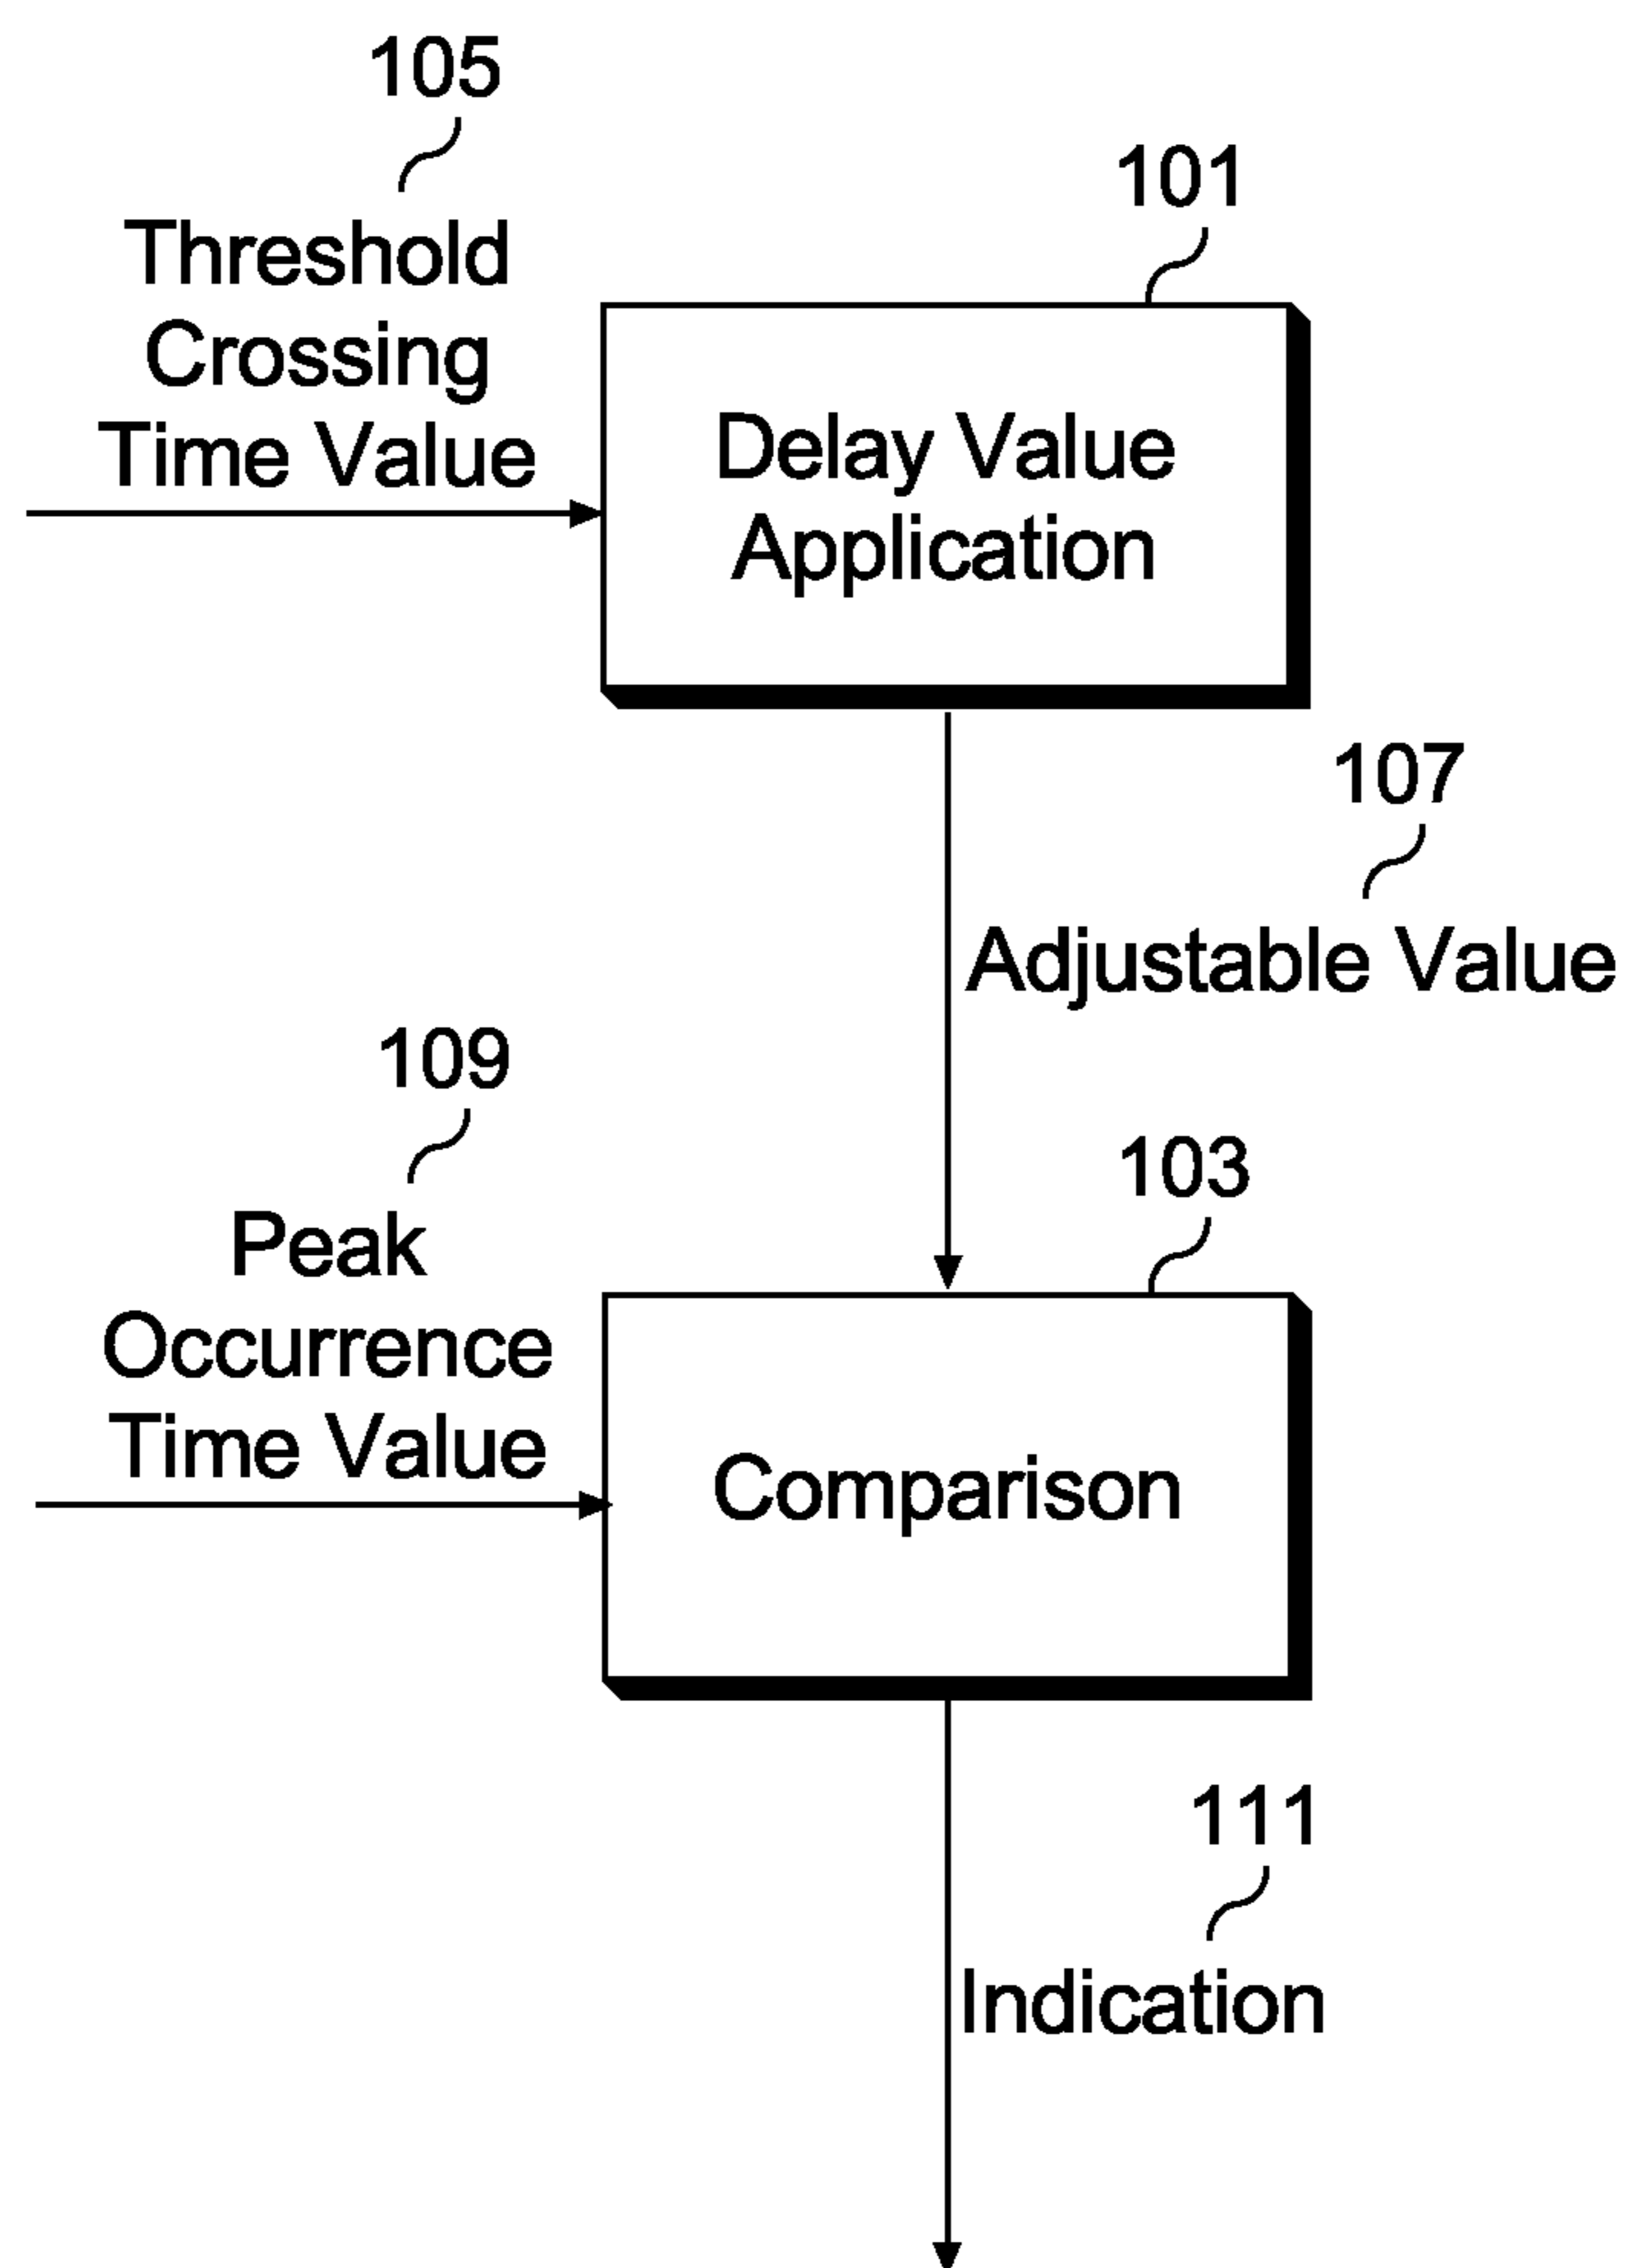 105
Threshold
Crossing
Time Value
101
Delay Value
Application
107
Adjustable Value
109
Peak
Occurrence
Time Value
103
Comparison
111
Indication